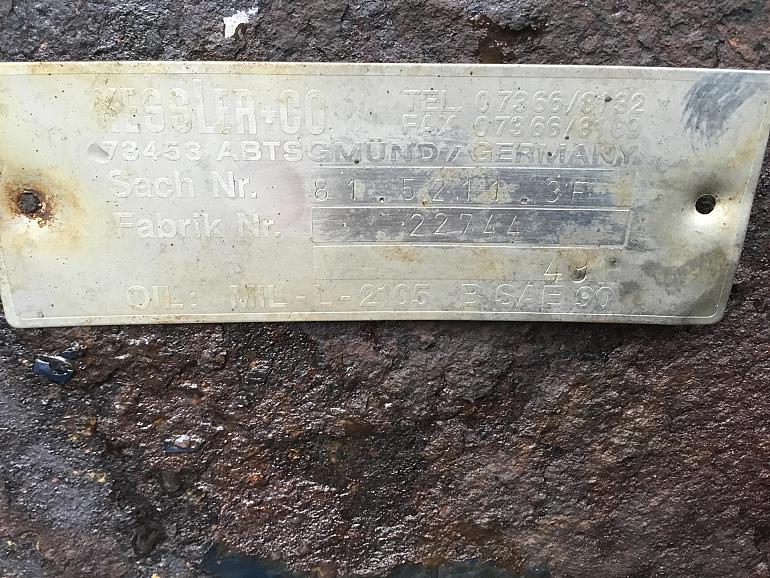 KESSLER+CO TEL. 07366/8132
FAX 07366/8169
73453 ABTSGMÜND/GERMANY
Sach Nr. 81 5211 3F
Fabrik Nr. 22744
49
OIL: MIL-L-2105 B SAE 90